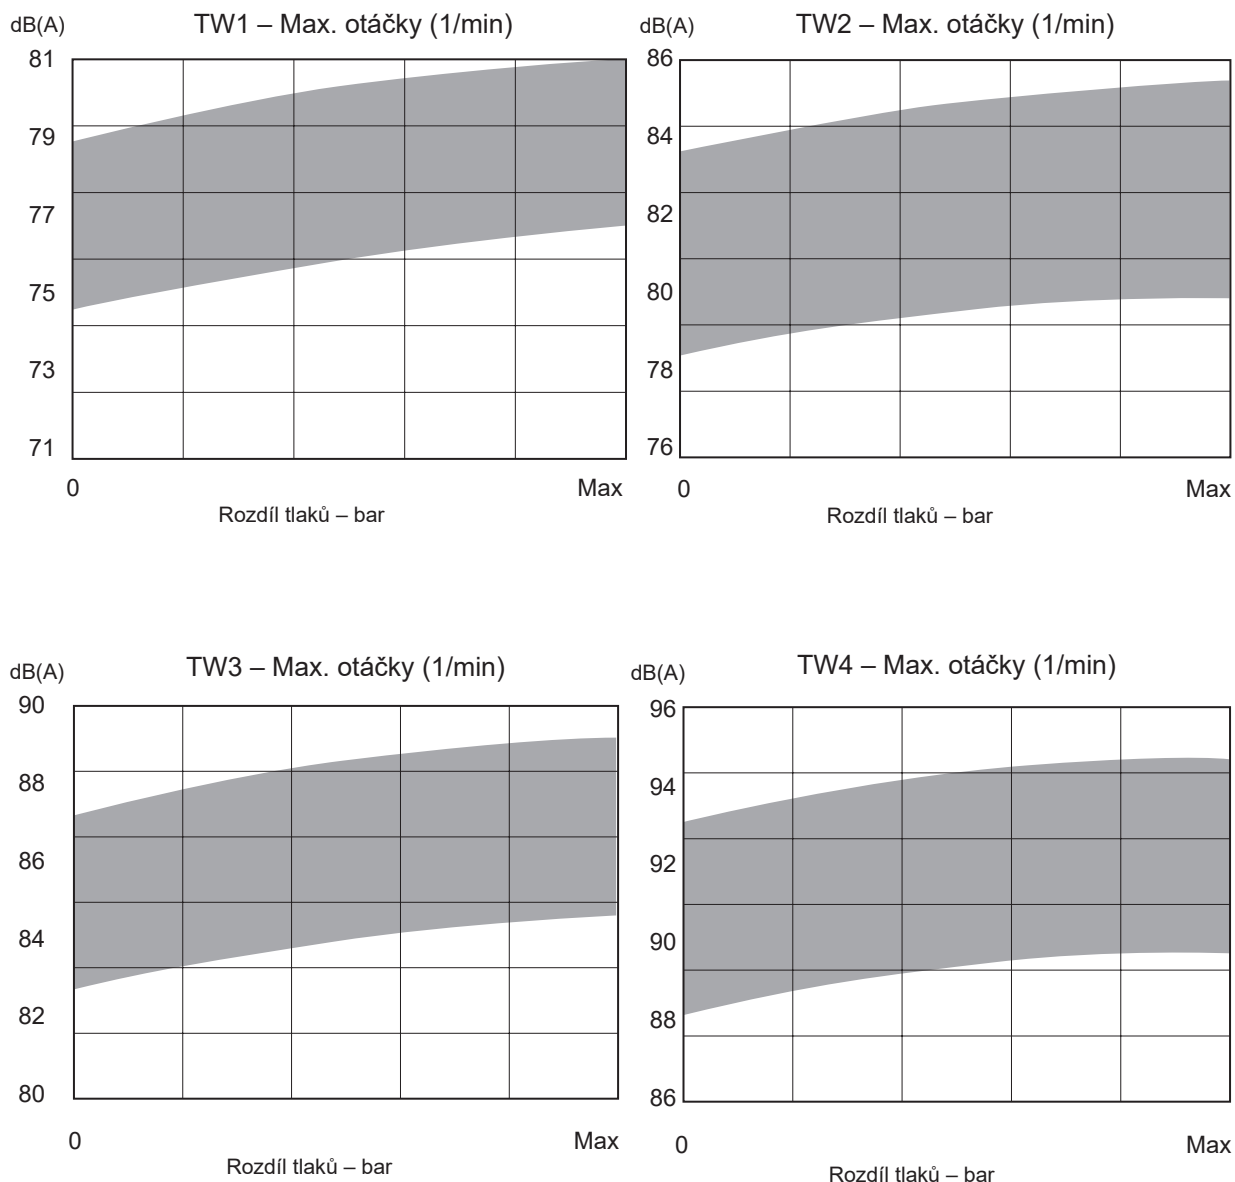 dB(A)
TW1 – Max. otáčky (1/min)
81
79
77
75
73
71
0
Max
Rozdíl tlaků – bar
dB(A)
TW2 – Max. otáčky (1/min)
86
84
82
80
78
76
0
Max
Rozdíl tlaků – bar
dB(A)
TW3 – Max. otáčky (1/min)
90
88
86
84
82
80
0
Max
Rozdíl tlaků – bar
dB(A)
TW4 – Max. otáčky (1/min)
96
94
92
90
88
86
0
Max
Rozdíl tlaků – bar